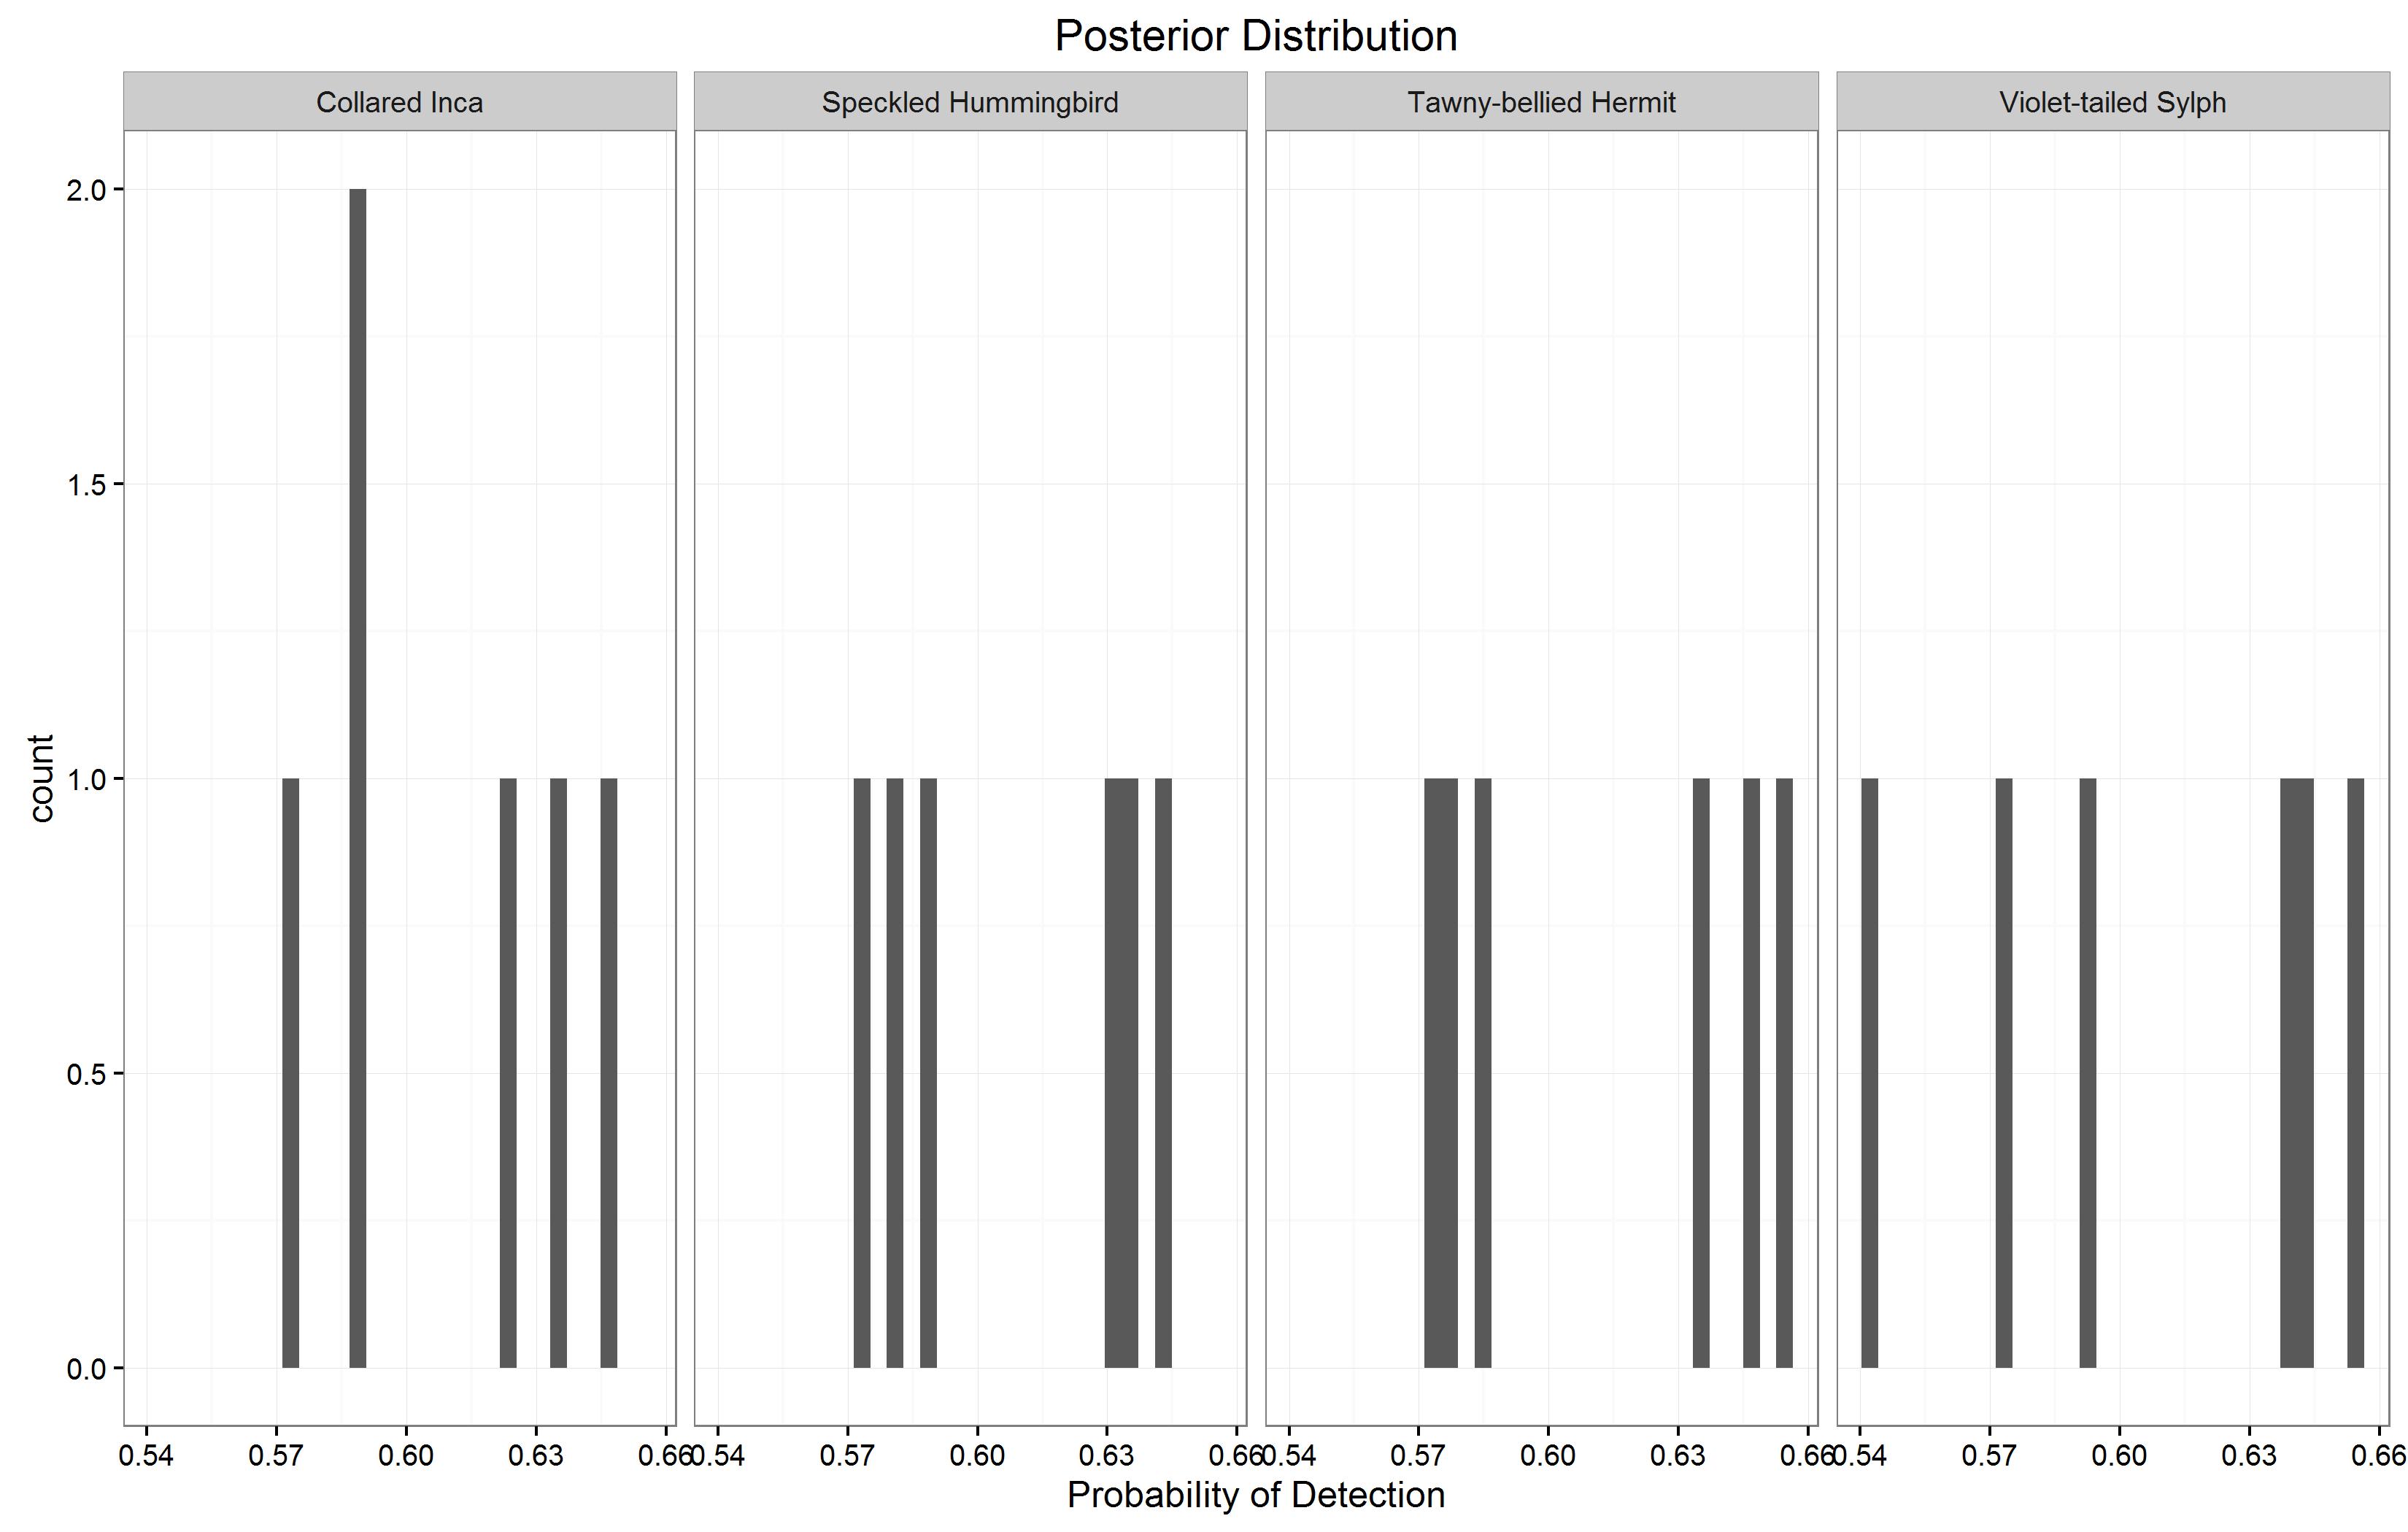 Posterior Distribution
Collared Inca Speckled Hummingbird Tawny-bellied Hermit Violet-tailed Sylph
2.0
1.5
1.0
0.5
0.0
count
0.54 0.57 0.60 0.63 0.66 0.54 0.57 0.60 0.63 0.66 0.54 0.57 0.60 0.63 0.66 0.54 0.57 0.60 0.63 0.66
Probability of Detection